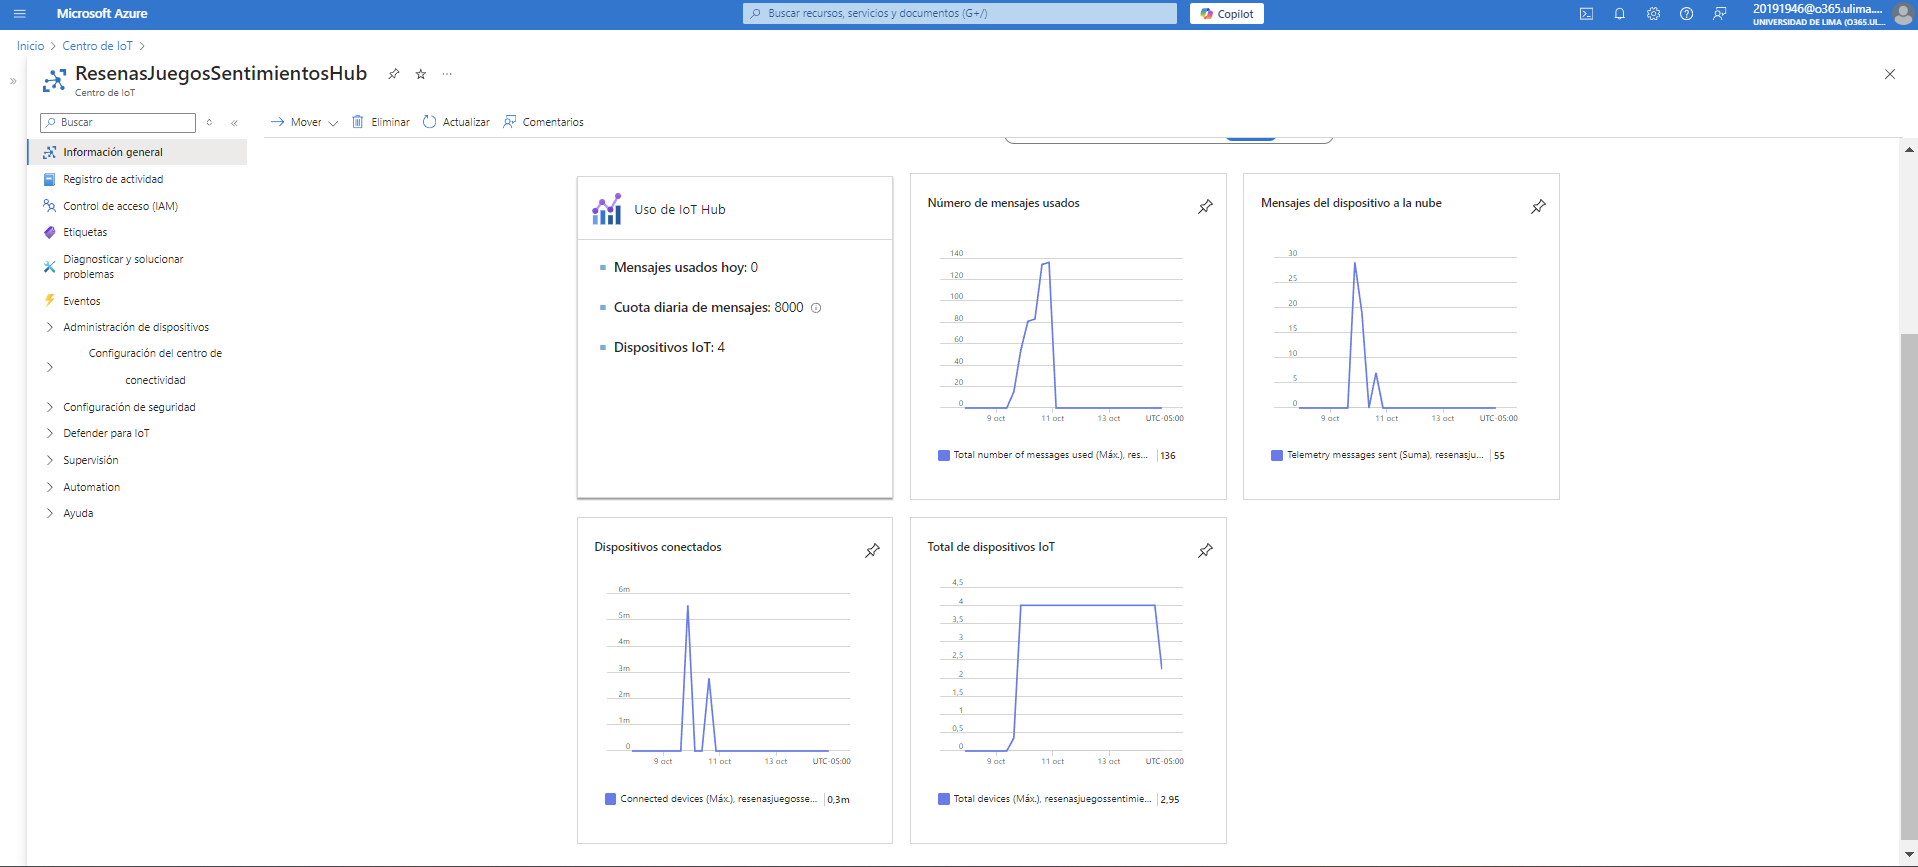 Microsoft Azure
Buscar recursos, servicios y documentos (G+/)
Copilot
20191946@o365.ulima....
UNIVERSIDAD DE LIMA (O365.UL...
Inicio > Centro de IoT >
ResenasJuegosSentimientosHub
Centro de IoT
Buscar
Mover
Eliminar
Actualizar
Comentarios
Información general
Registro de actividad
Control de acceso (IAM)
Etiquetas
Diagnosticar y solucionar
problemas
Eventos
Administración de dispositivos
Configuración del centro de
conectividad
Configuración de seguridad
Defender para IoT
Supervisión
Automation
Ayuda
Uso de IoT Hub
Mensajes usados hoy: 0
Cuota diaria de mensajes: 8000
Dispositivos IoT: 4
Número de mensajes usados
140
120
100
80
60
40
20
0
9 oct 11 oct 13 oct UTC-05:00
Total number of messages used (Máx.), res... 136
Mensajes del dispositivo a la nube
30
25
20
15
10
5
0
9 oct 11 oct 13 oct UTC-05:00
Telemetry messages sent (Suma), resenasju... 55
Dispositivos conectados
6m
5m
4m
3m
2m
1m
0
9 oct 11 oct 13 oct UTC-05:00
Connected devices (Máx.), resenasjuegosse... 0,3m
Total de dispositivos IoT
4,5
4
3,5
3
2,5
2
1,5
1
0,5
0
9 oct 11 oct 13 oct UTC-05:00
Total devices (Máx.), resenasjuegossentimie... 2,95